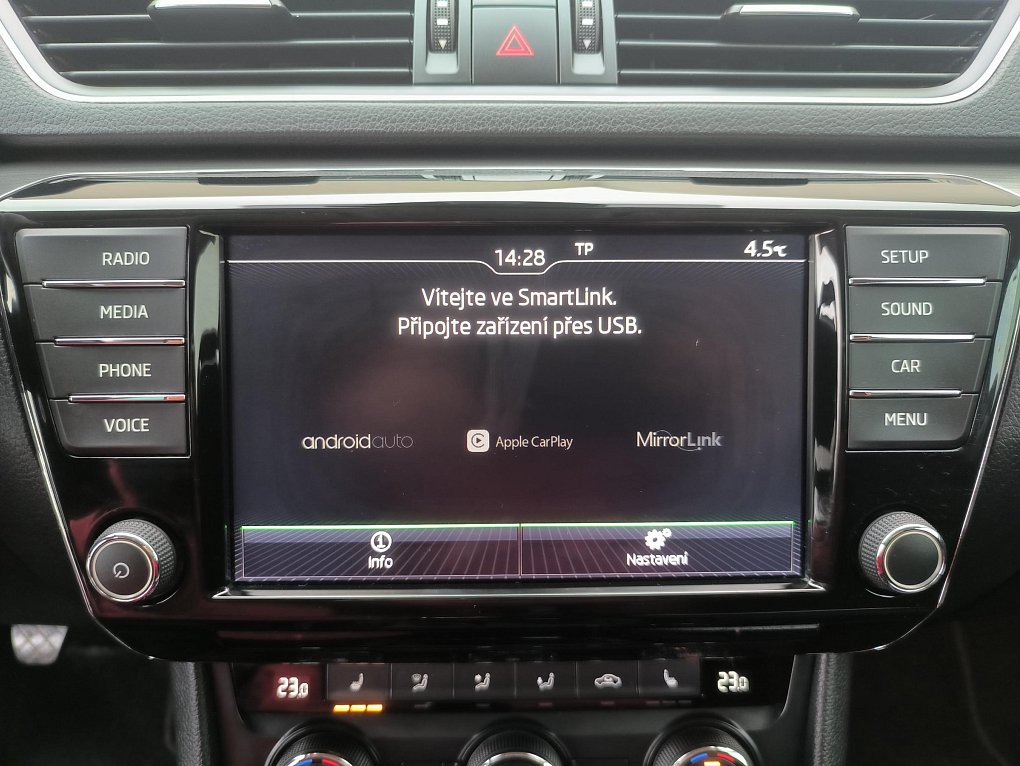 RADIO
MEDIA
PHONE
VOICE
14:28
TP
4.5℃
Vítejte ve SmartLink.
Připojte zařízení přes USB.
androidauto
Apple CarPlay
MirrorLink
Info
Nastavení
SETUP
SOUND
CAR
MENU
23.0
23.0